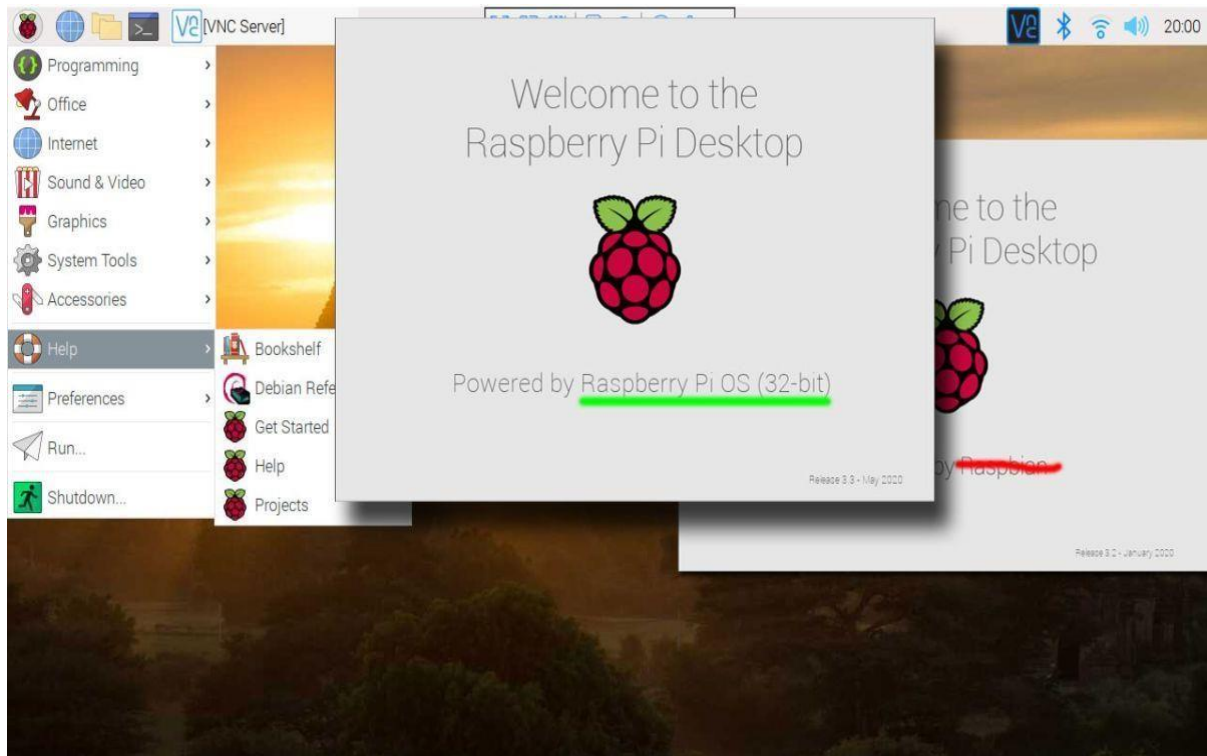 [VNC Server]
20:00
Programming
Office
Internet
Sound & Video
Graphics
System Tools
Accessories
Help
Preferences
Run...
Shutdown...
Bookshelf
Debian Refe
Get Started
Help
Projects
Welcome to the
Raspberry Pi Desktop
Powered by Raspberry Pi OS (32-bit)
Release 3.3 - May 2020
me to the
Pi Desktop
by Raspbian
Release 3.2 - January 2020